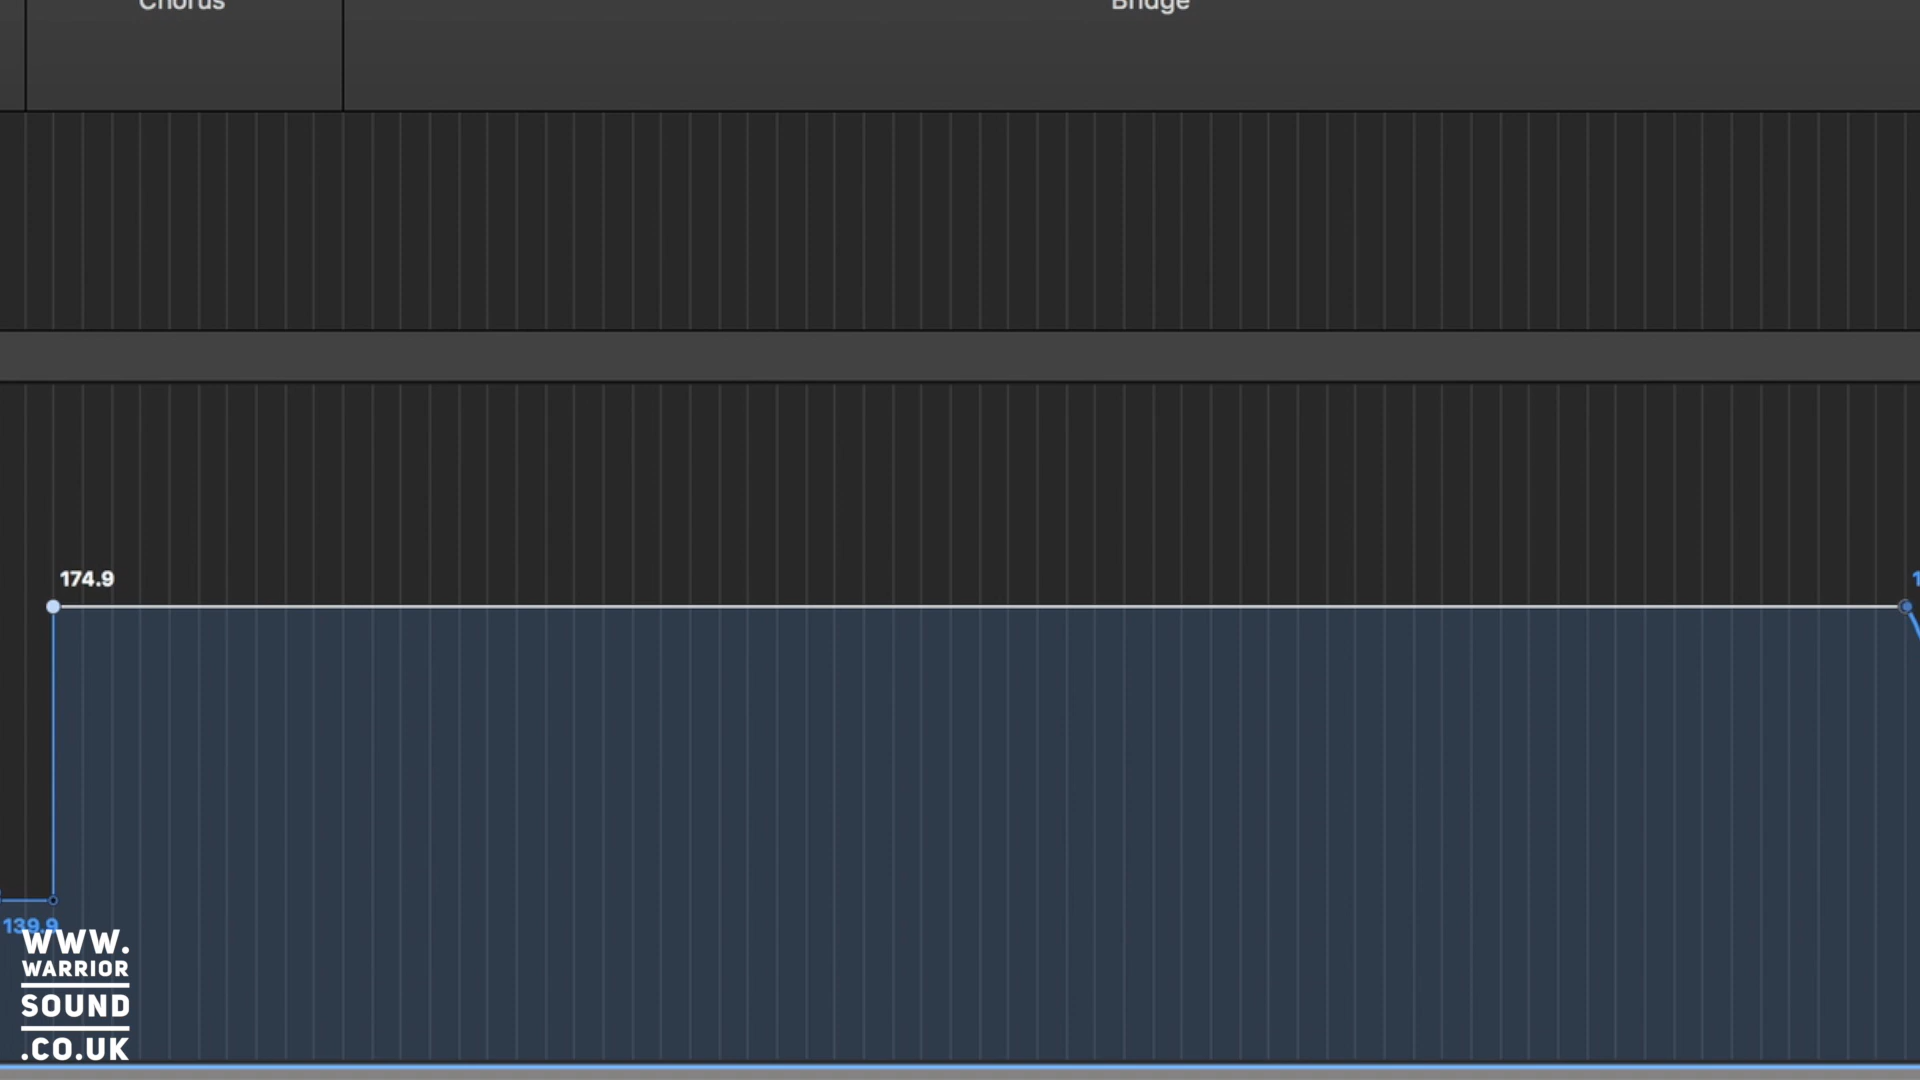 Chorus
Bridge
174.9
139.9
WWW.
WARRIOR
SOUND
.CO.UK